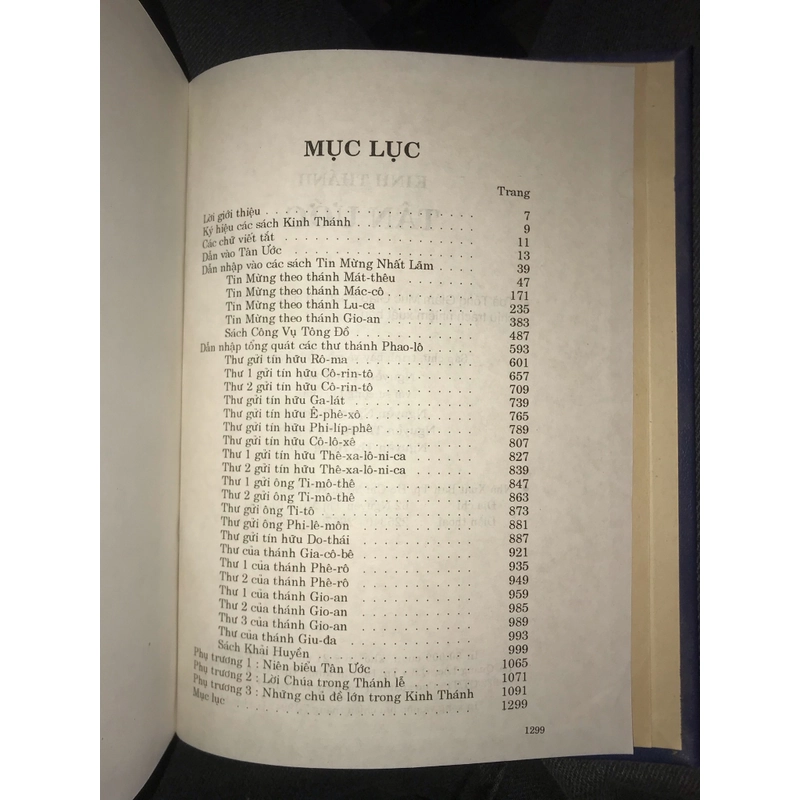 MỤC LỤC
Trang
Lời giới thiệu . . . 7
Ký hiệu các sách Kinh Thánh . . . 9
Các chữ viết tắt . . . 11
Dẫn vào Tân Ước . . . 13
Dẫn nhập vào các sách Tin Mừng Nhất Lãm . . . 39
Tin Mừng theo thánh Mát-thêu . . . 47
Tin Mừng theo thánh Mác-cô . . . 171
Tin Mừng theo thánh Lu-ca . . . 235
Tin Mừng theo thánh Gio-an . . . 383
Sách Công Vụ Tông Đồ . . . 487
Dẫn nhập tổng quát các thư thánh Phao-lô . . . 593
Thư gửi tín hữu Rô-ma . . . 601
Thư 1 gửi tín hữu Cô-rin-tô . . . 657
Thư 2 gửi tín hữu Cô-rin-tô . . . 709
Thư gửi tín hữu Ga-lát . . . 739
Thư gửi tín hữu Ê-phê-xô . . . 765
Thư gửi tín hữu Phi-líp-phê . . . 789
Thư gửi tín hữu Cô-lô-xê . . . 807
Thư 1 gửi tín hữu Thê-xa-lô-ni-ca . . . 827
Thư 2 gửi tín hữu Thê-xa-lô-ni-ca . . . 839
Thư 1 gửi ông Ti-mô-thê . . . 847
Thư 2 gửi ông Ti-mô-thê . . . 863
Thư gửi ông Ti-tô . . . 873
Thư gửi ông Phi-lê-môn . . . 881
Thư gửi tín hữu Do-thái . . . 887
Thư của thánh Gia-cô-bê . . . 921
Thư 1 của thánh Phê-rô . . . 935
Thư 2 của thánh Phê-rô . . . 949
Thư 1 của thánh Gio-an . . . 959
Thư 2 của thánh Gio-an . . . 985
Thư 3 của thánh Gio-an . . . 989
Thư của thánh Giu-đa . . . 993
Sách Khải Huyền . . . 999
Phụ trương 1 : Niên biểu Tân Ước . . . 1065
Phụ trương 2 : Lời Chúa trong Thánh lễ . . . 1071
Phụ trương 3 : Những chủ đề lớn trong Kinh Thánh 1091
Mục lục . . . 1299
1299